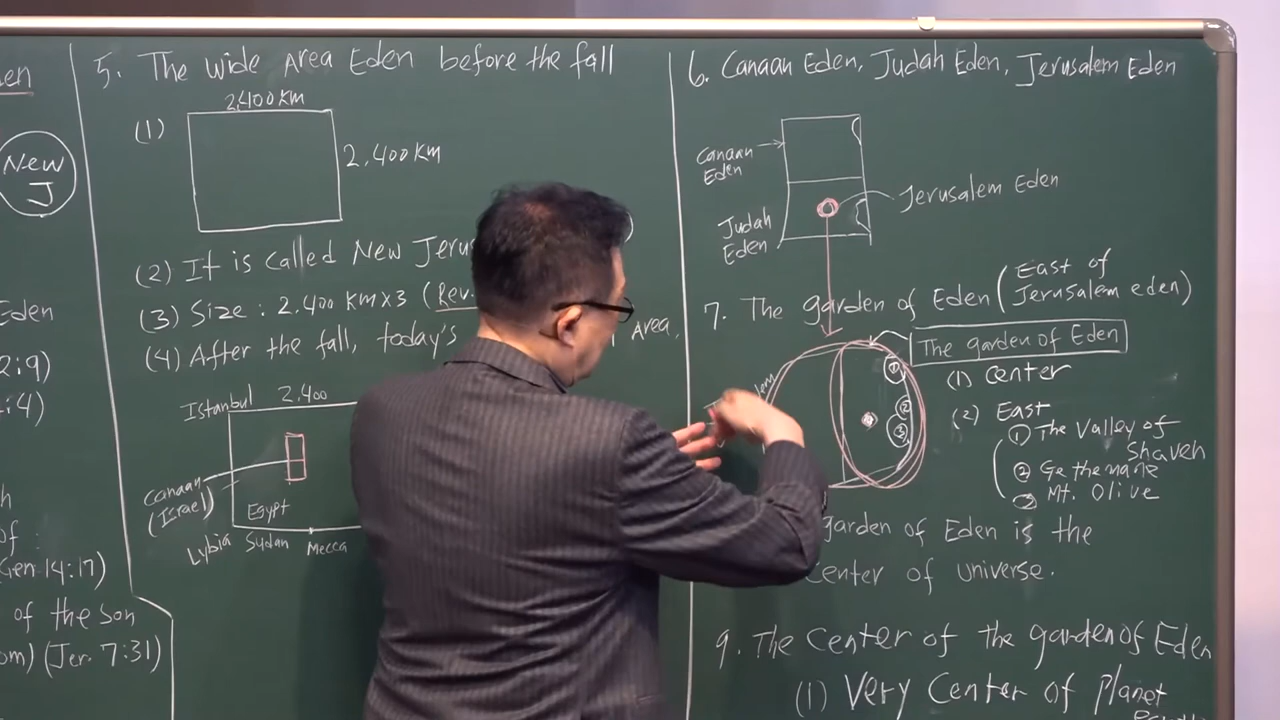 en
New
J
Eden
2:9)
:4)
h
of :
(Gen 14:17)
of the Son
om) (Jer. 7:31)
5. The wide Area Eden before the fall
2,400 KM
(1)
2,400 KM
(2) It is called New Jerus
(3) Size : 2.400 KM×3 (Rev.
(4) After the fall, today's Area,
Istanbul 2.400
Canaan
(Israel)
Egypt
Lybia Sudan Mecca
6. Canaan Eden, Judah Eden, Jerusalem Eden
Canaan
Eden
Jerusalem Eden
Judah
Eden
7. The garden of Eden (East of
Jerusalem eden)
The garden of Eden
(1) Center
(2) East
① The Valley of
Shaveh
② Gethemane
③ Mt. Olive
①
②
③
garden of Eden is the
Center of universe.
9. The Center of the garden of Eden
(1) Very Center of planet